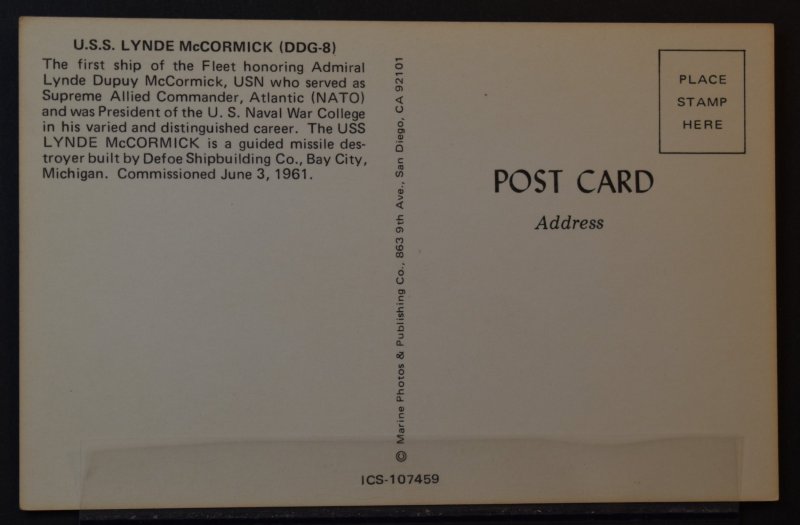 U.S.S. LYNDE McCORMICK (DDG-8)
The first ship of the Fleet honoring Admiral
Lynde Dupuy McCormick, USN who served as
Supreme Allied Commander, Atlantic (NATO)
and was President of the U. S. Naval War College
in his varied and distinguished career. The USS
LYNDE McCORMICK is a guided missile des-
troyer built by Defoe Shipbuilding Co., Bay City,
Michigan. Commissioned June 3, 1961.
© Marine Photos & Publishing Co., 863 9th Ave., San Diego, CA 92101
PLACE
STAMP
HERE
POST CARD
Address
ICS-107459